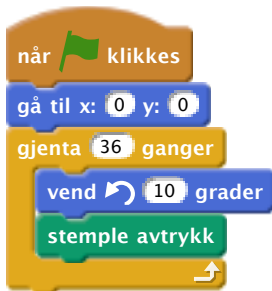 når klikkes
gå til x: 0 y: 0
gjenta 36 ganger
vend 10 grader
stemple avtrykk